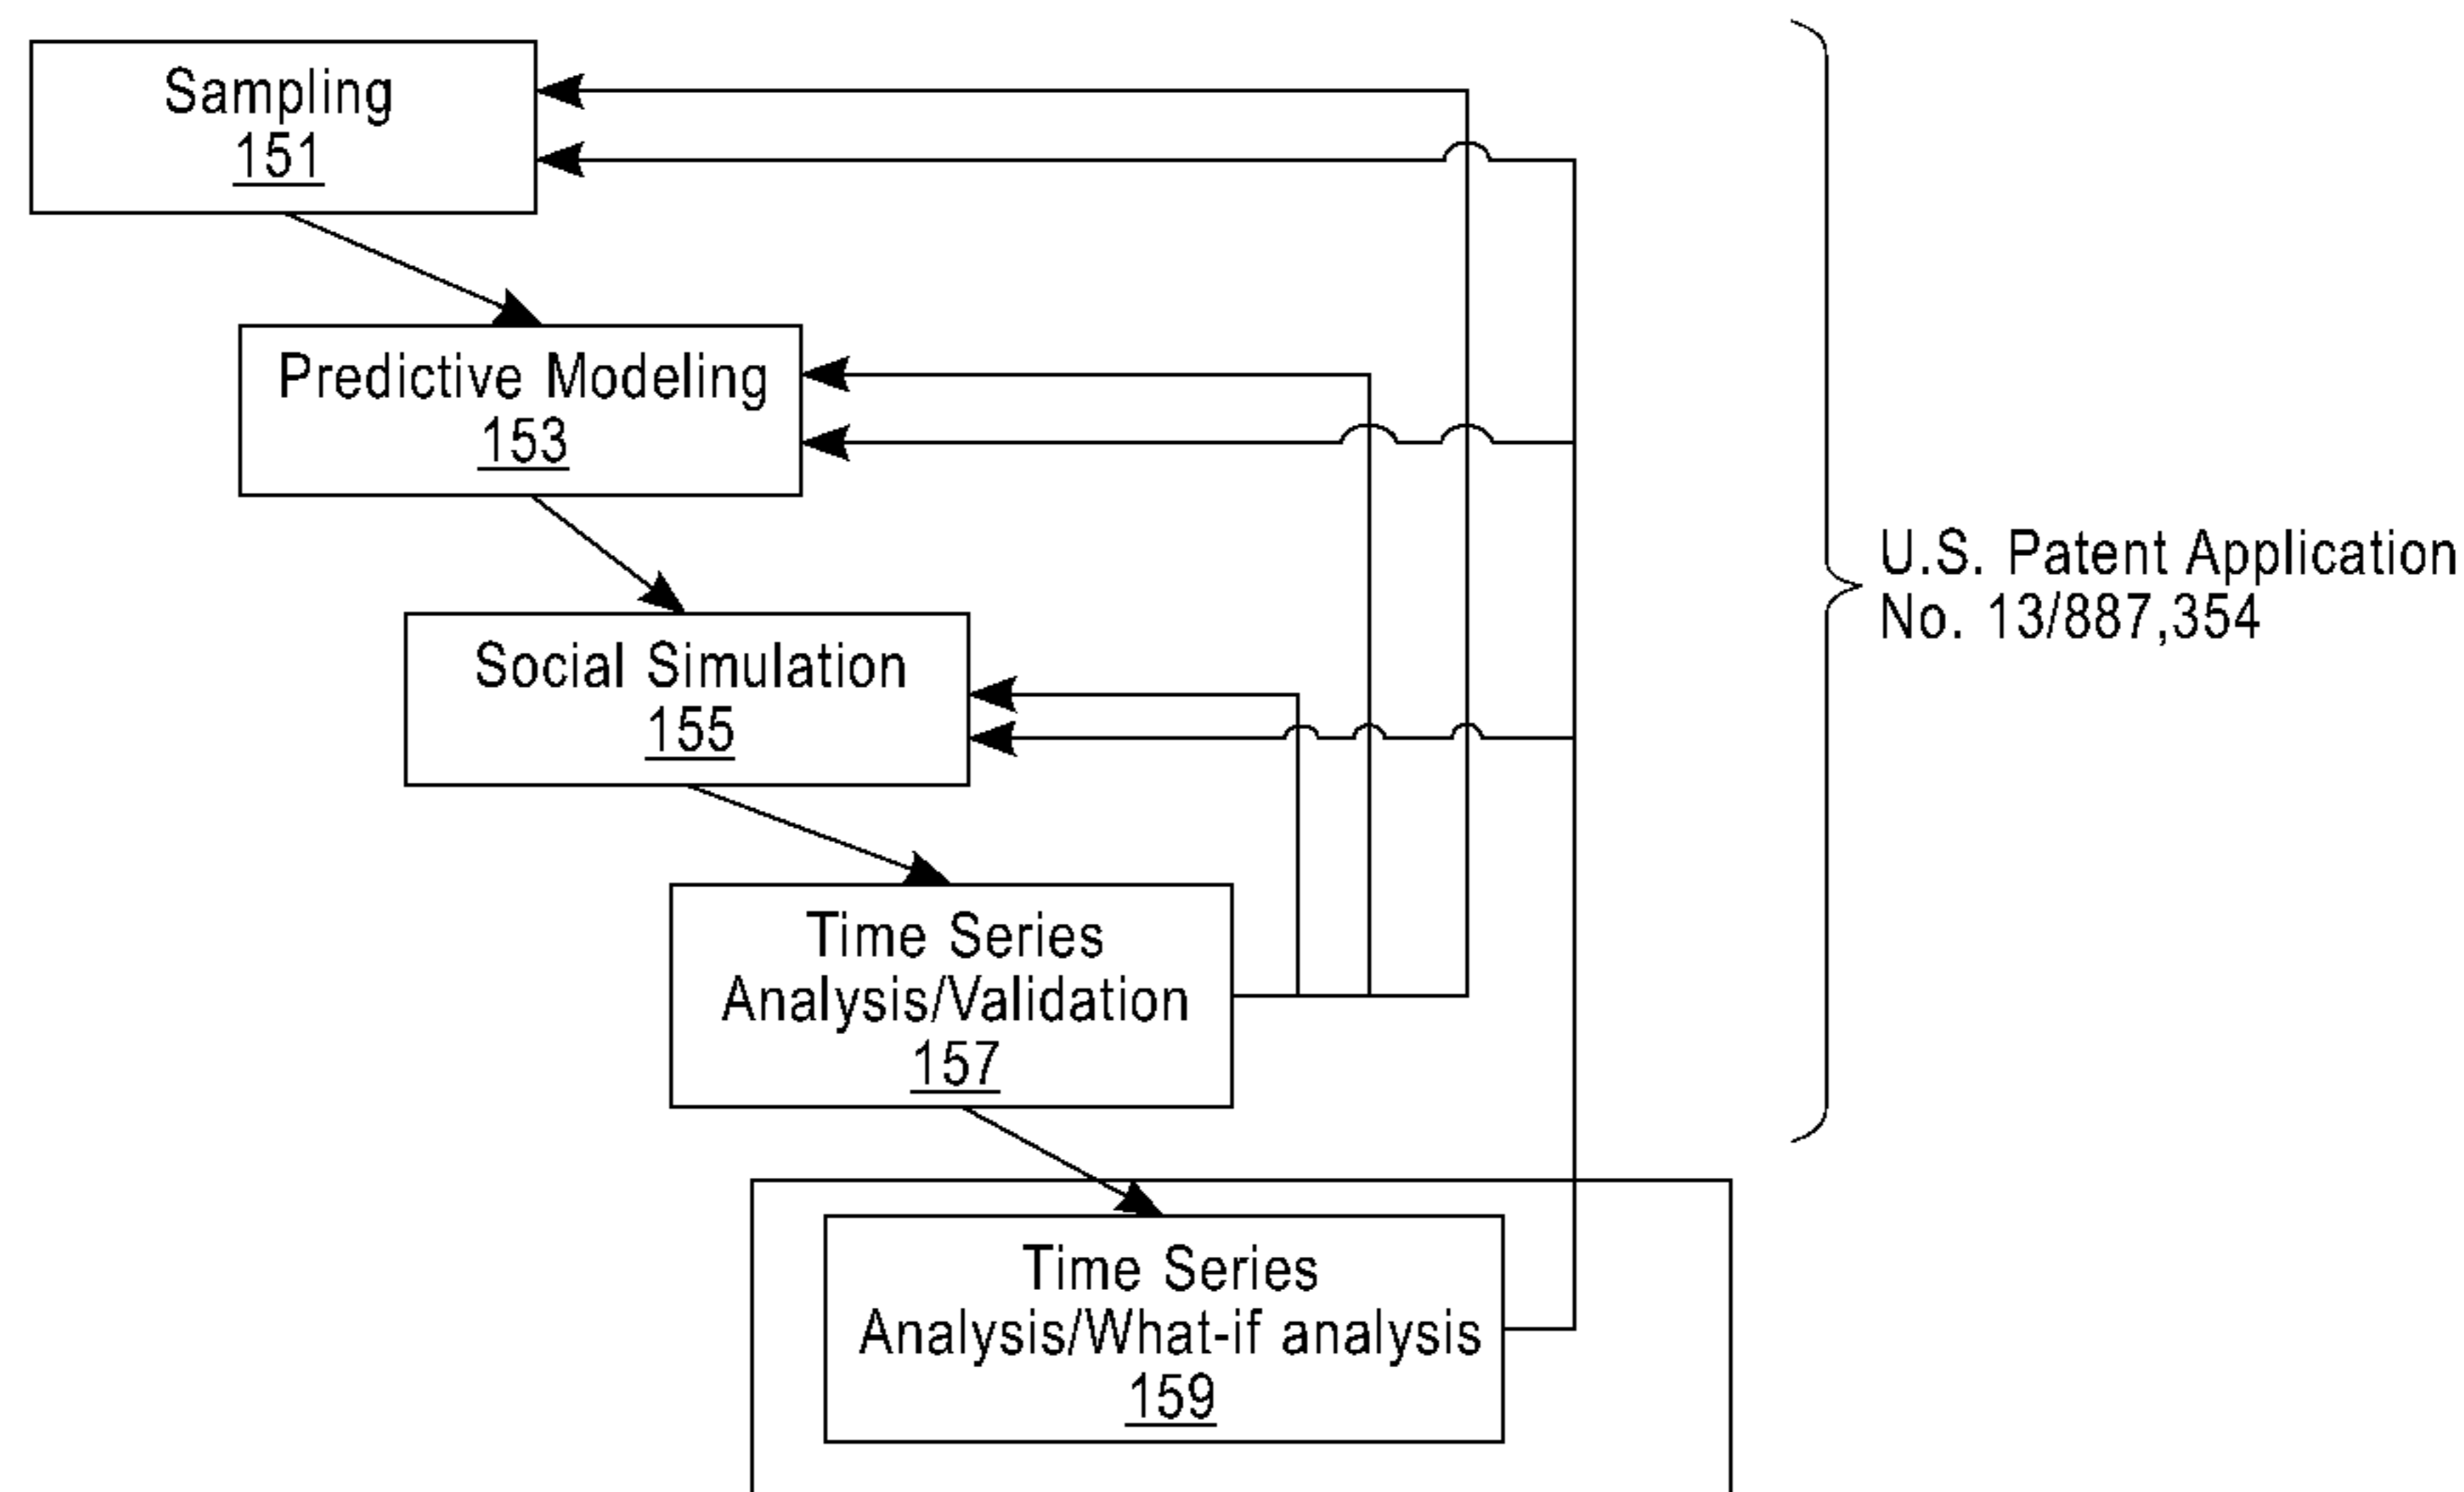 Sampling
151
Predictive Modeling
153
Social Simulation
155
Time Series
Analysis/Validation
157
Time Series
Analysis/What-if analysis
159
U.S. Patent Application
No. 13/887,354